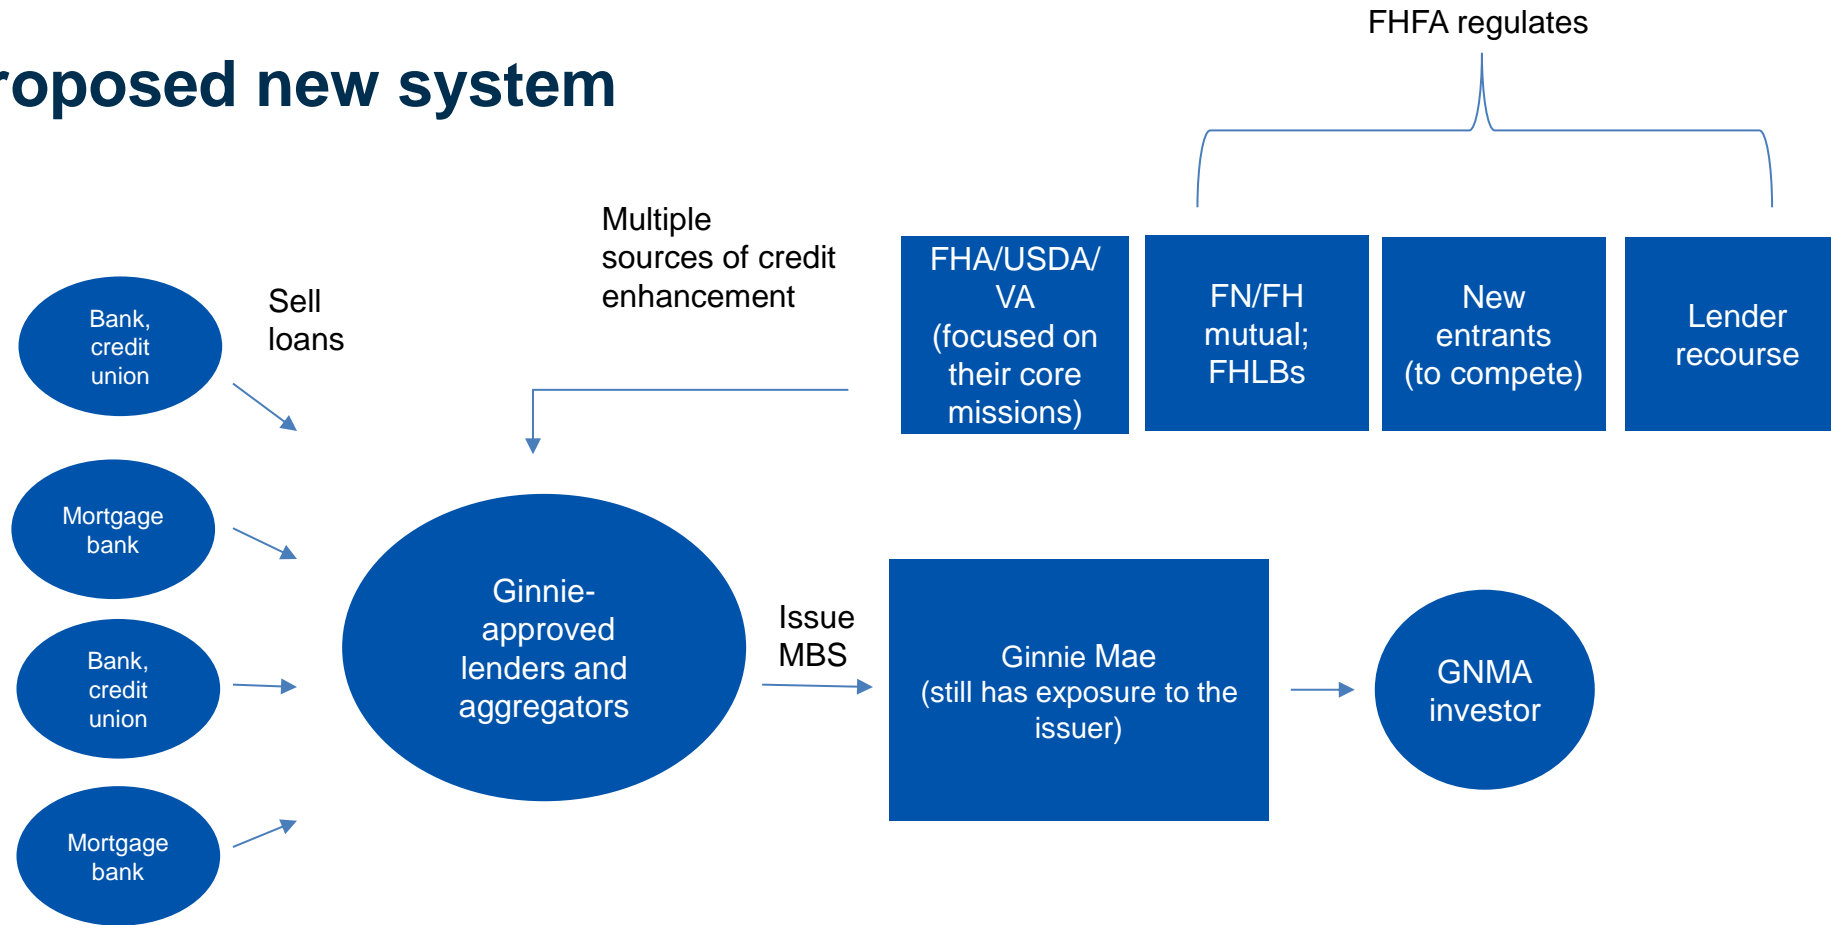 FHFA regulates
roposed new system
Multiple
sources of credit
enhancement
FHA/USDA/
VA
(focused on
their core
missions)
FN/FH
mutual;
FHLBs
New
entrants
(to compete)
Lender
recourse
Bank,
credit
union
Sell
loans
Mortgage
bank
Bank,
credit
union
Mortgage
bank
Ginnie-
approved
lenders and
aggregators
Issue
MBS
Ginnie Mae
(still has exposure to the
issuer)
GNMA
investor